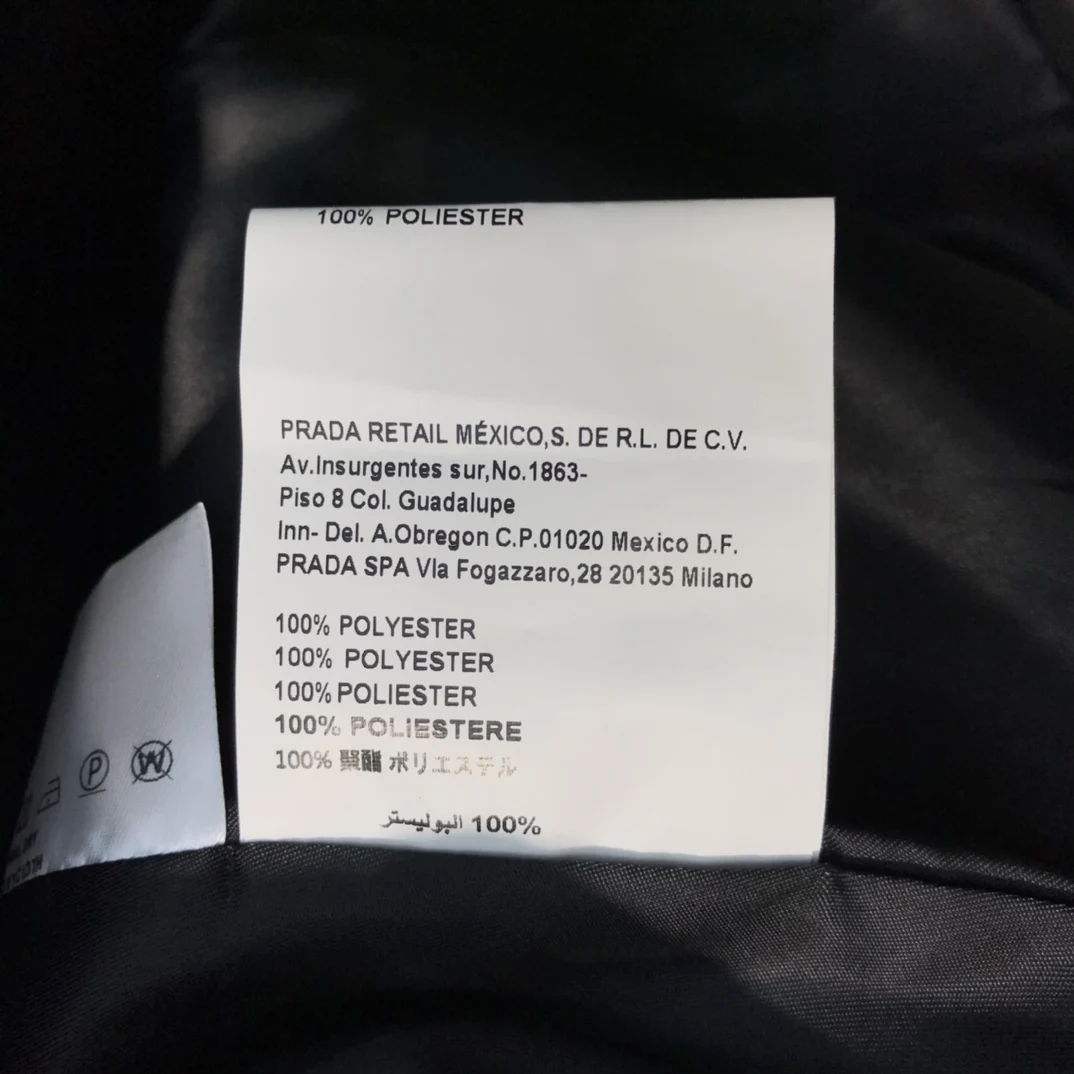 100% POLIESTER
PRADA RETAIL MÉXICO,S. DE R.L. DE C.V.
Av.Insurgentes sur,No.1863-
Piso 8 Col. Guadalupe
Inn- Del. A.Obregon C.P.01020 Mexico D.F.
PRADA SPA VIa Fogazzaro,28 20135 Milano
100% POLYESTER
100% POLYESTER
100% POLIESTER
100% POLIESTERE
100% 聚酯 ポリエステル
100% البوليستر
P W